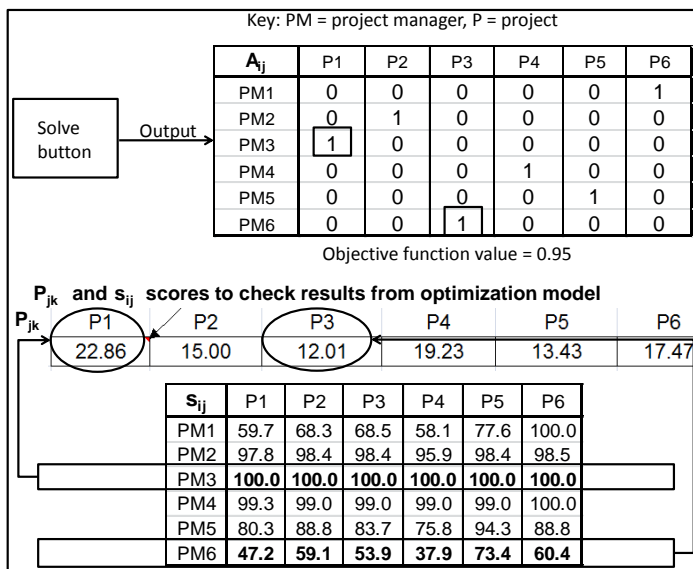 Key: PM = project manager, P = project
A_ij P1 P2 P3 P4 P5 P6
PM1 0 0 0 0 0 1
PM2 0 1 0 0 0 0
PM3 1 0 0 0 0 0
PM4 0 0 0 1 0 0
PM5 0 0 0 0 1 0
PM6 0 0 1 0 0 0
Solve
button
Output
Objective function value = 0.95
P_jk and s_ij scores to check results from optimization model
P_jk
P1 P2 P3 P4 P5 P6
22.86 15.00 12.01 19.23 13.43 17.47
s_ij P1 P2 P3 P4 P5 P6
PM1 59.7 68.3 68.5 58.1 77.6 100.0
PM2 97.8 98.4 98.4 95.9 98.4 98.5
PM3 100.0 100.0 100.0 100.0 100.0 100.0
PM4 99.3 99.0 99.0 99.0 99.0 100.0
PM5 80.3 88.8 83.7 75.8 94.3 88.8
PM6 47.2 59.1 53.9 37.9 73.4 60.4